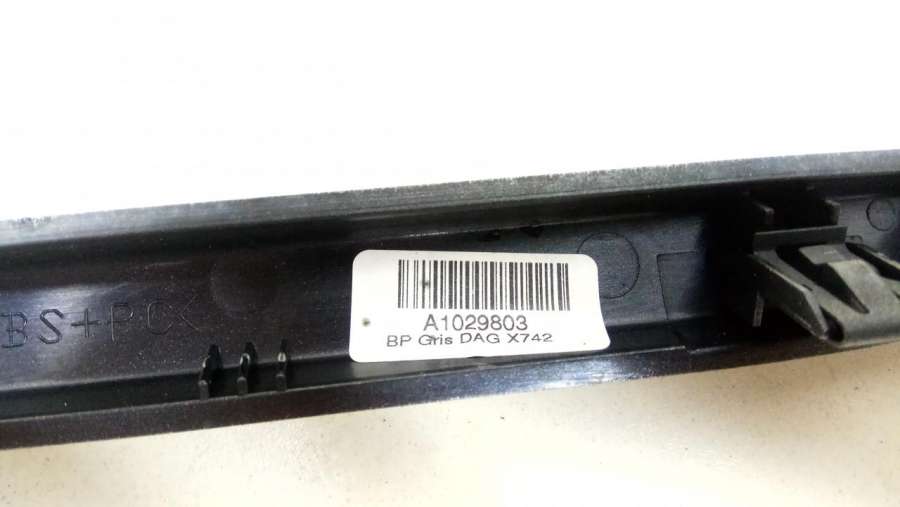 BS+PC<
A1029803
BP Gris DAG X742